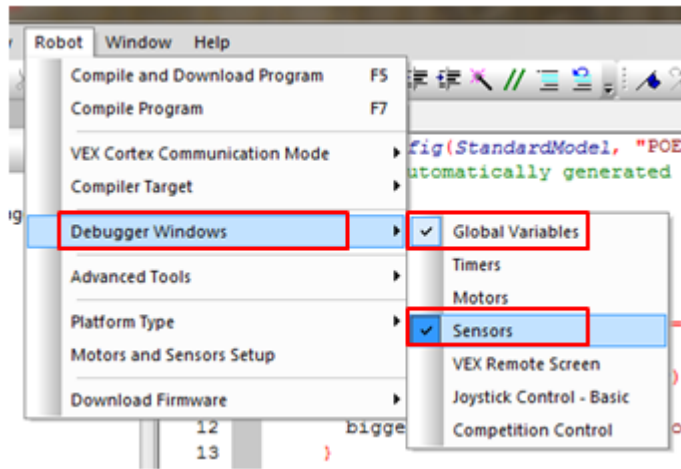 Robot Window Help
Compile and Download Program F5
Compile Program F7
VEX Cortex Communication Mode
Compiler Target
Debugger Windows
Advanced Tools
Platform Type
Motors and Sensors Setup
Download Firmware
Global Variables
Timers
Motors
Sensors
VEX Remote Screen
Joystick Control - Basic
Competition Control
//
fig(StandardModel, "POE
utomatically generated
12 bigge
13 }